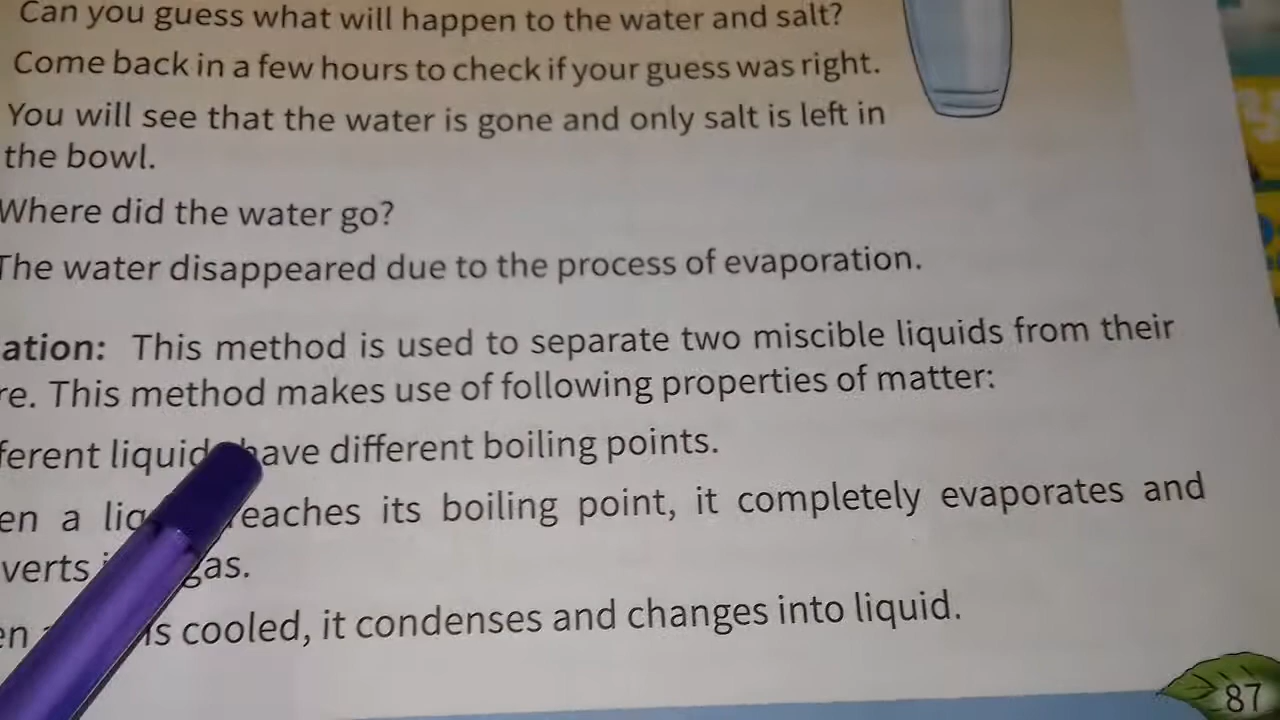 Can you guess what will happen to the water and salt?
Come back in a few hours to check if your guess was right.
You will see that the water is gone and only salt is left in
the bowl.
Where did the water go?
The water disappeared due to the process of evaporation.
ation: This method is used to separate two miscible liquids from their
re. This method makes use of following properties of matter:
ferent liquid have different boiling points.
en a liq reaches its boiling point, it completely evaporates and
verts gas.
en is cooled, it condenses and changes into liquid.
87